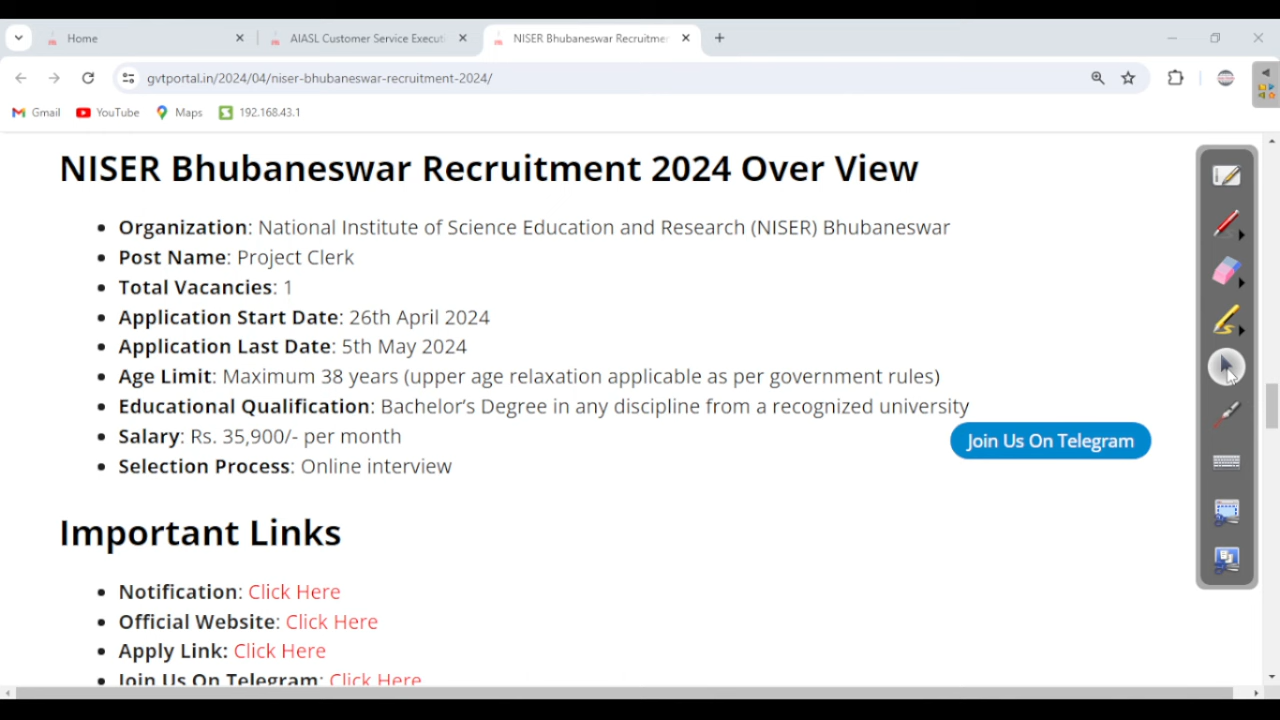 Home
AIASL Customer Service Executi
NISER Bhubaneswar Recruitmen
gvtportal.in/2024/04/niser-bhubaneswar-recruitment-2024/
Gmail
YouTube
Maps
192.168.43.1
NISER Bhubaneswar Recruitment 2024 Over View
Organization: National Institute of Science Education and Research (NISER) Bhubaneswar
Post Name: Project Clerk
Total Vacancies: 1
Application Start Date: 26th April 2024
Application Last Date: 5th May 2024
Age Limit: Maximum 38 years (upper age relaxation applicable as per government rules)
Educational Qualification: Bachelor’s Degree in any discipline from a recognized university
Salary: Rs. 35,900/- per month
Join Us On Telegram
Selection Process: Online interview
Important Links
Notification: Click Here
Official Website: Click Here
Apply Link: Click Here
Join Us On Telegram: Click Here